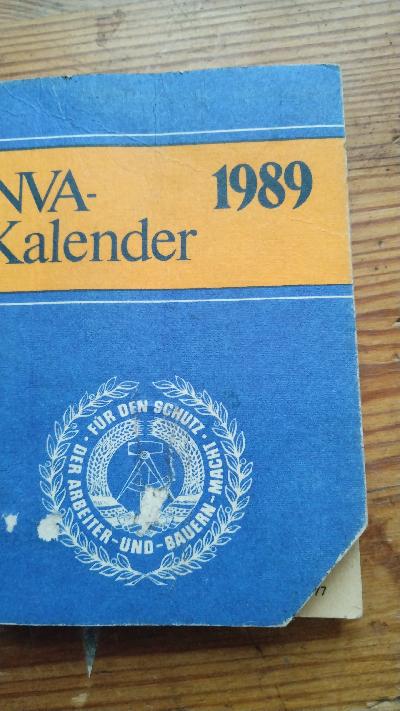 NVA-
Kalender
1989
FÜR DEN SCHUTZ
DER ARBEITER-UND-BAUERN-MACHT